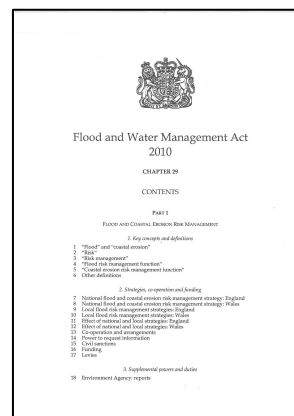 Flood and Water Management Act
2010
CHAPTER 29
CONTENTS
PART 1
FLOOD AND COASTAL EROSION RISK MANAGEMENT
1. Key concepts and definitions
1 "Flood" and "coastal erosion"
2 "Risk"
3 "Risk management"
4 "Flood risk management function"
5 "Coastal erosion risk management function"
6 Other definitions
2. Strategies, co-operation and funding
7 National flood and coastal erosion risk management strategy: England
8 National flood and coastal erosion risk management strategy: Wales
9 Local flood risk management strategies: England
10 Local flood risk management strategies: Wales
11 Effect of national and local strategies: England
12 Effect of national and local strategies: Wales
13 Co-operation and arrangements
14 Power to request information
15 Civil sanctions
16 Funding
17 Levies
3. Supplemental powers and duties
18 Environment Agency: reports